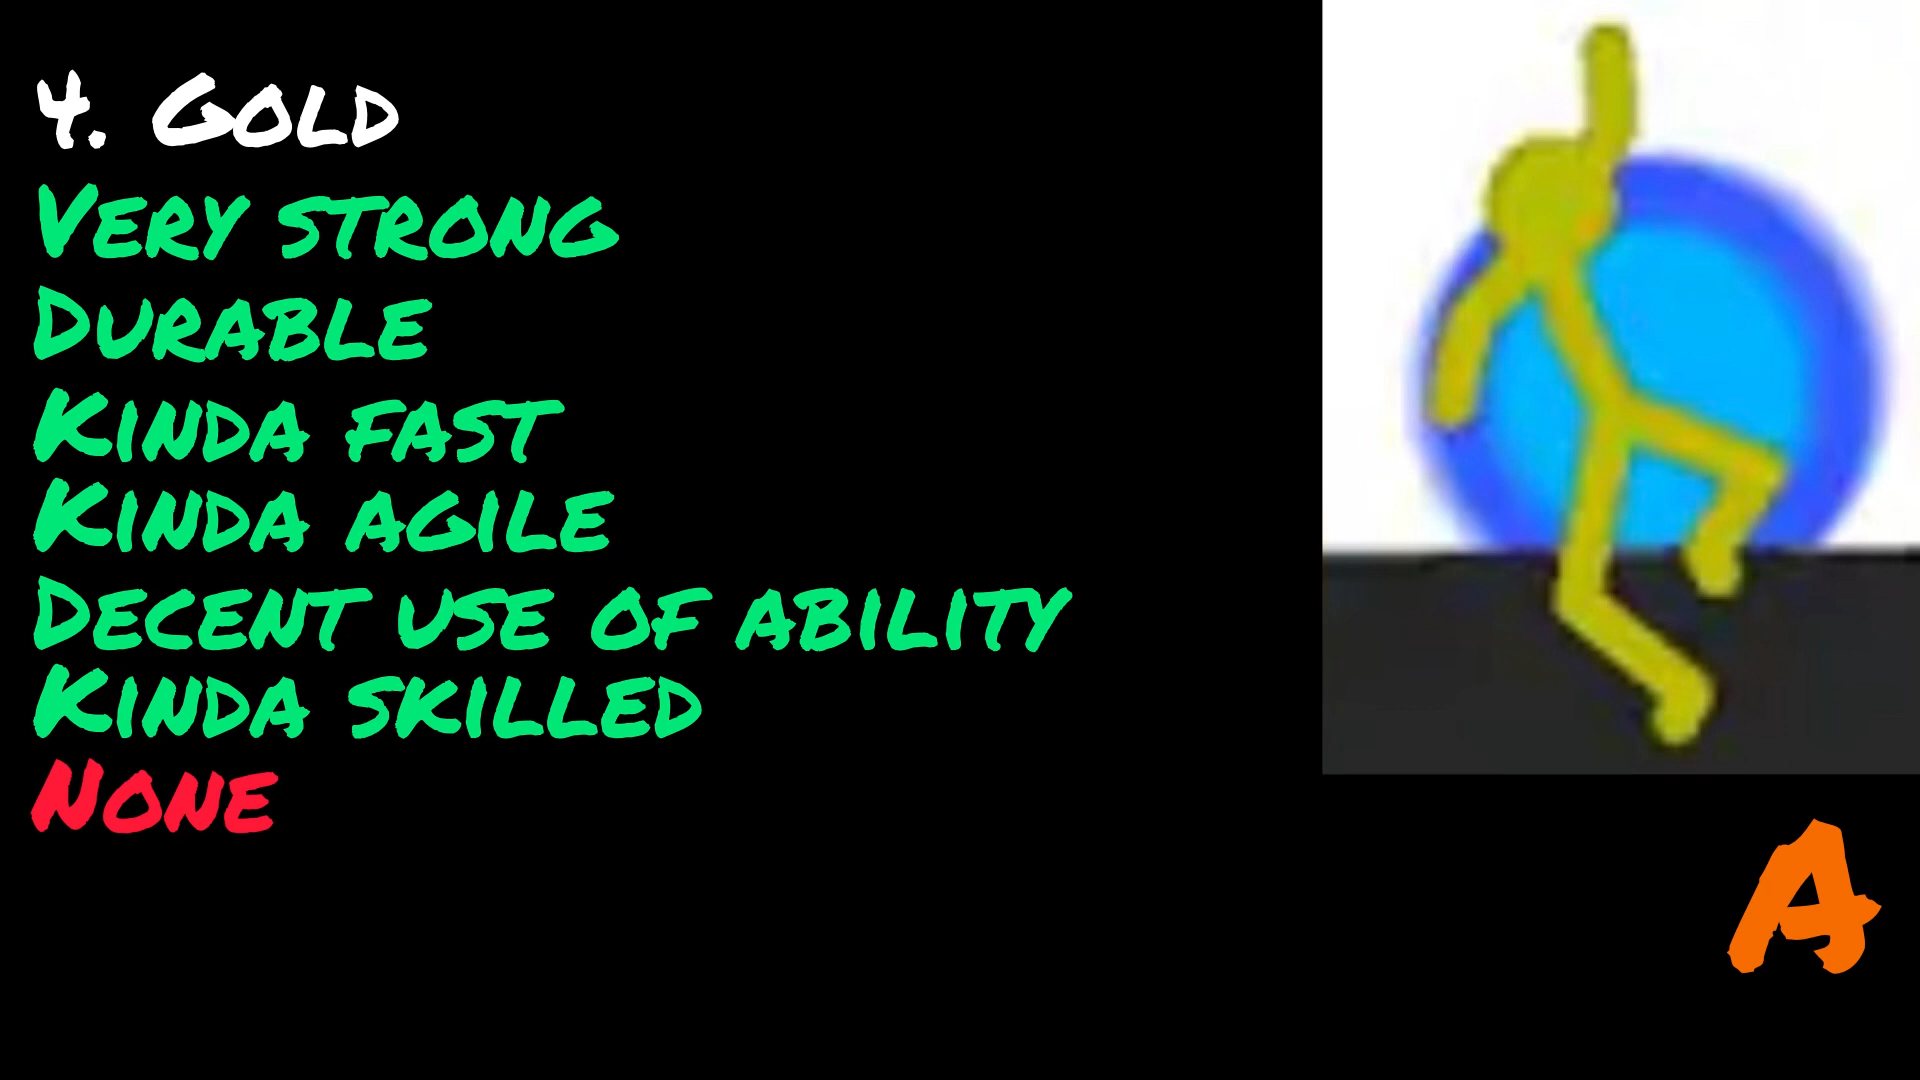 4. Gold
Very strong
Durable
Kinda fast
Kinda agile
Decent use of ability
Kinda skilled
None
A